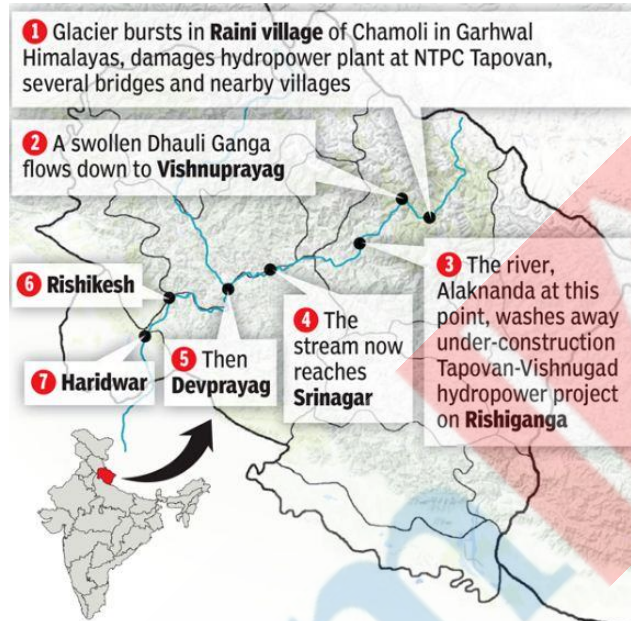 1 Glacier bursts in Raini village of Chamoli in Garhwal
Himalayas, damages hydropower plant at NTPC Tapovan,
several bridges and nearby villages
2 A swollen Dhauli Ganga
flows down to Vishnuprayag
3 The river,
Alaknanda at this
point, washes away
under-construction
Tapovan-Vishnugad
hydropower project
on Rishiganga
4 The
stream now
reaches
Srinagar
5 Then
Devprayag
6 Rishikesh
7 Haridwar